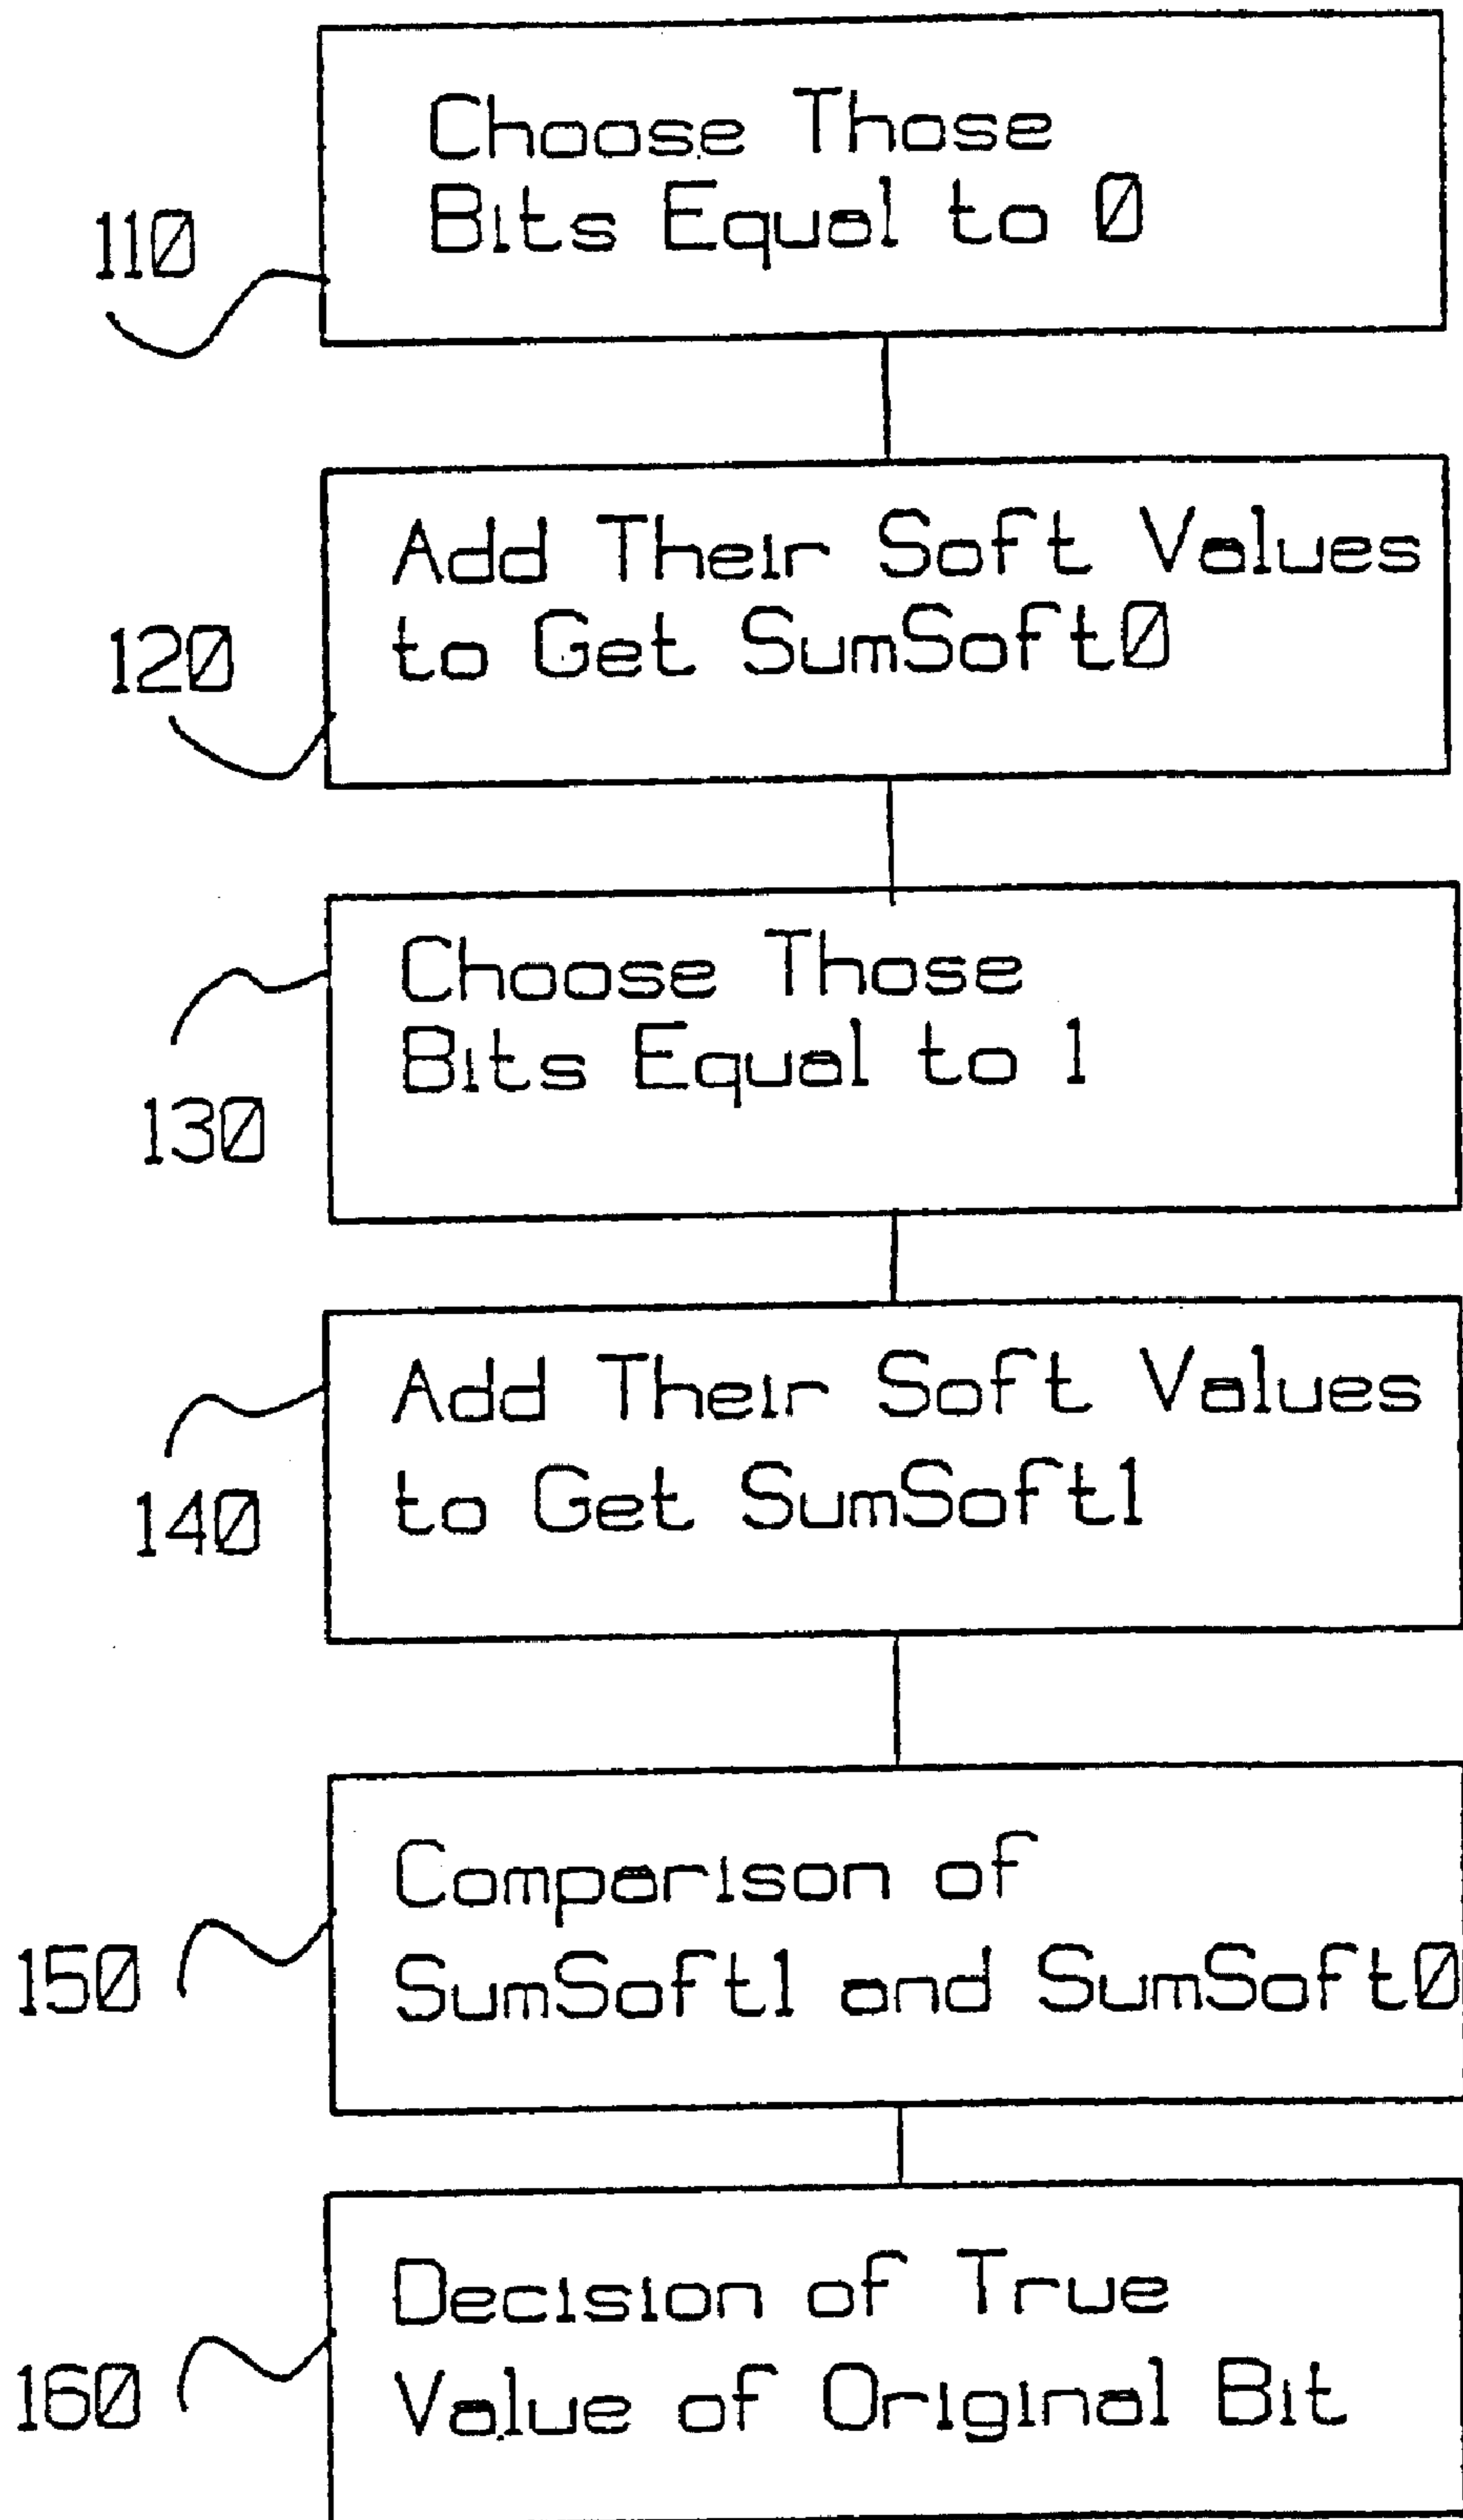 Choose Those
Bits Equal to 0
110
Add Their Soft Values
to Get SumSoft0
120
Choose Those
Bits Equal to 1
130
Add Their Soft Values
to Get SumSoft1
140
Comparison of
SumSoft1 and SumSoft0
150
Decision of True
Value of Original Bit
160